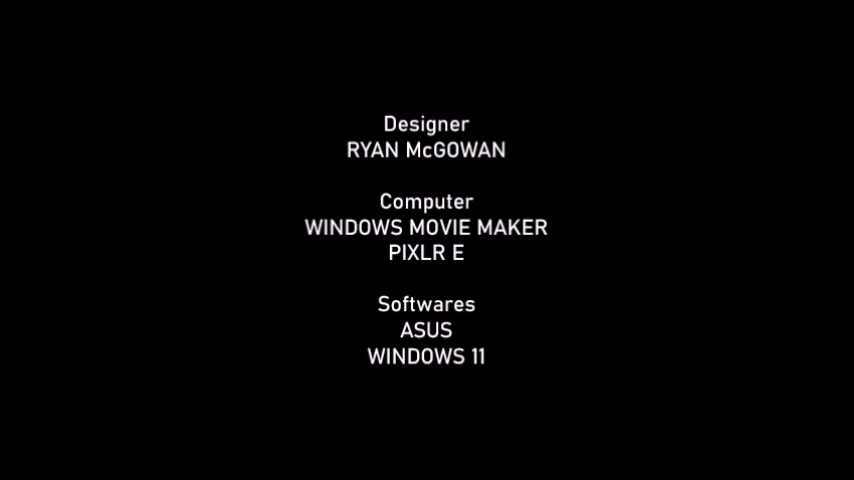 Designer
RYAN McGOWAN
Computer
WINDOWS MOVIE MAKER
PIXLR E
Softwares
ASUS
WINDOWS 11